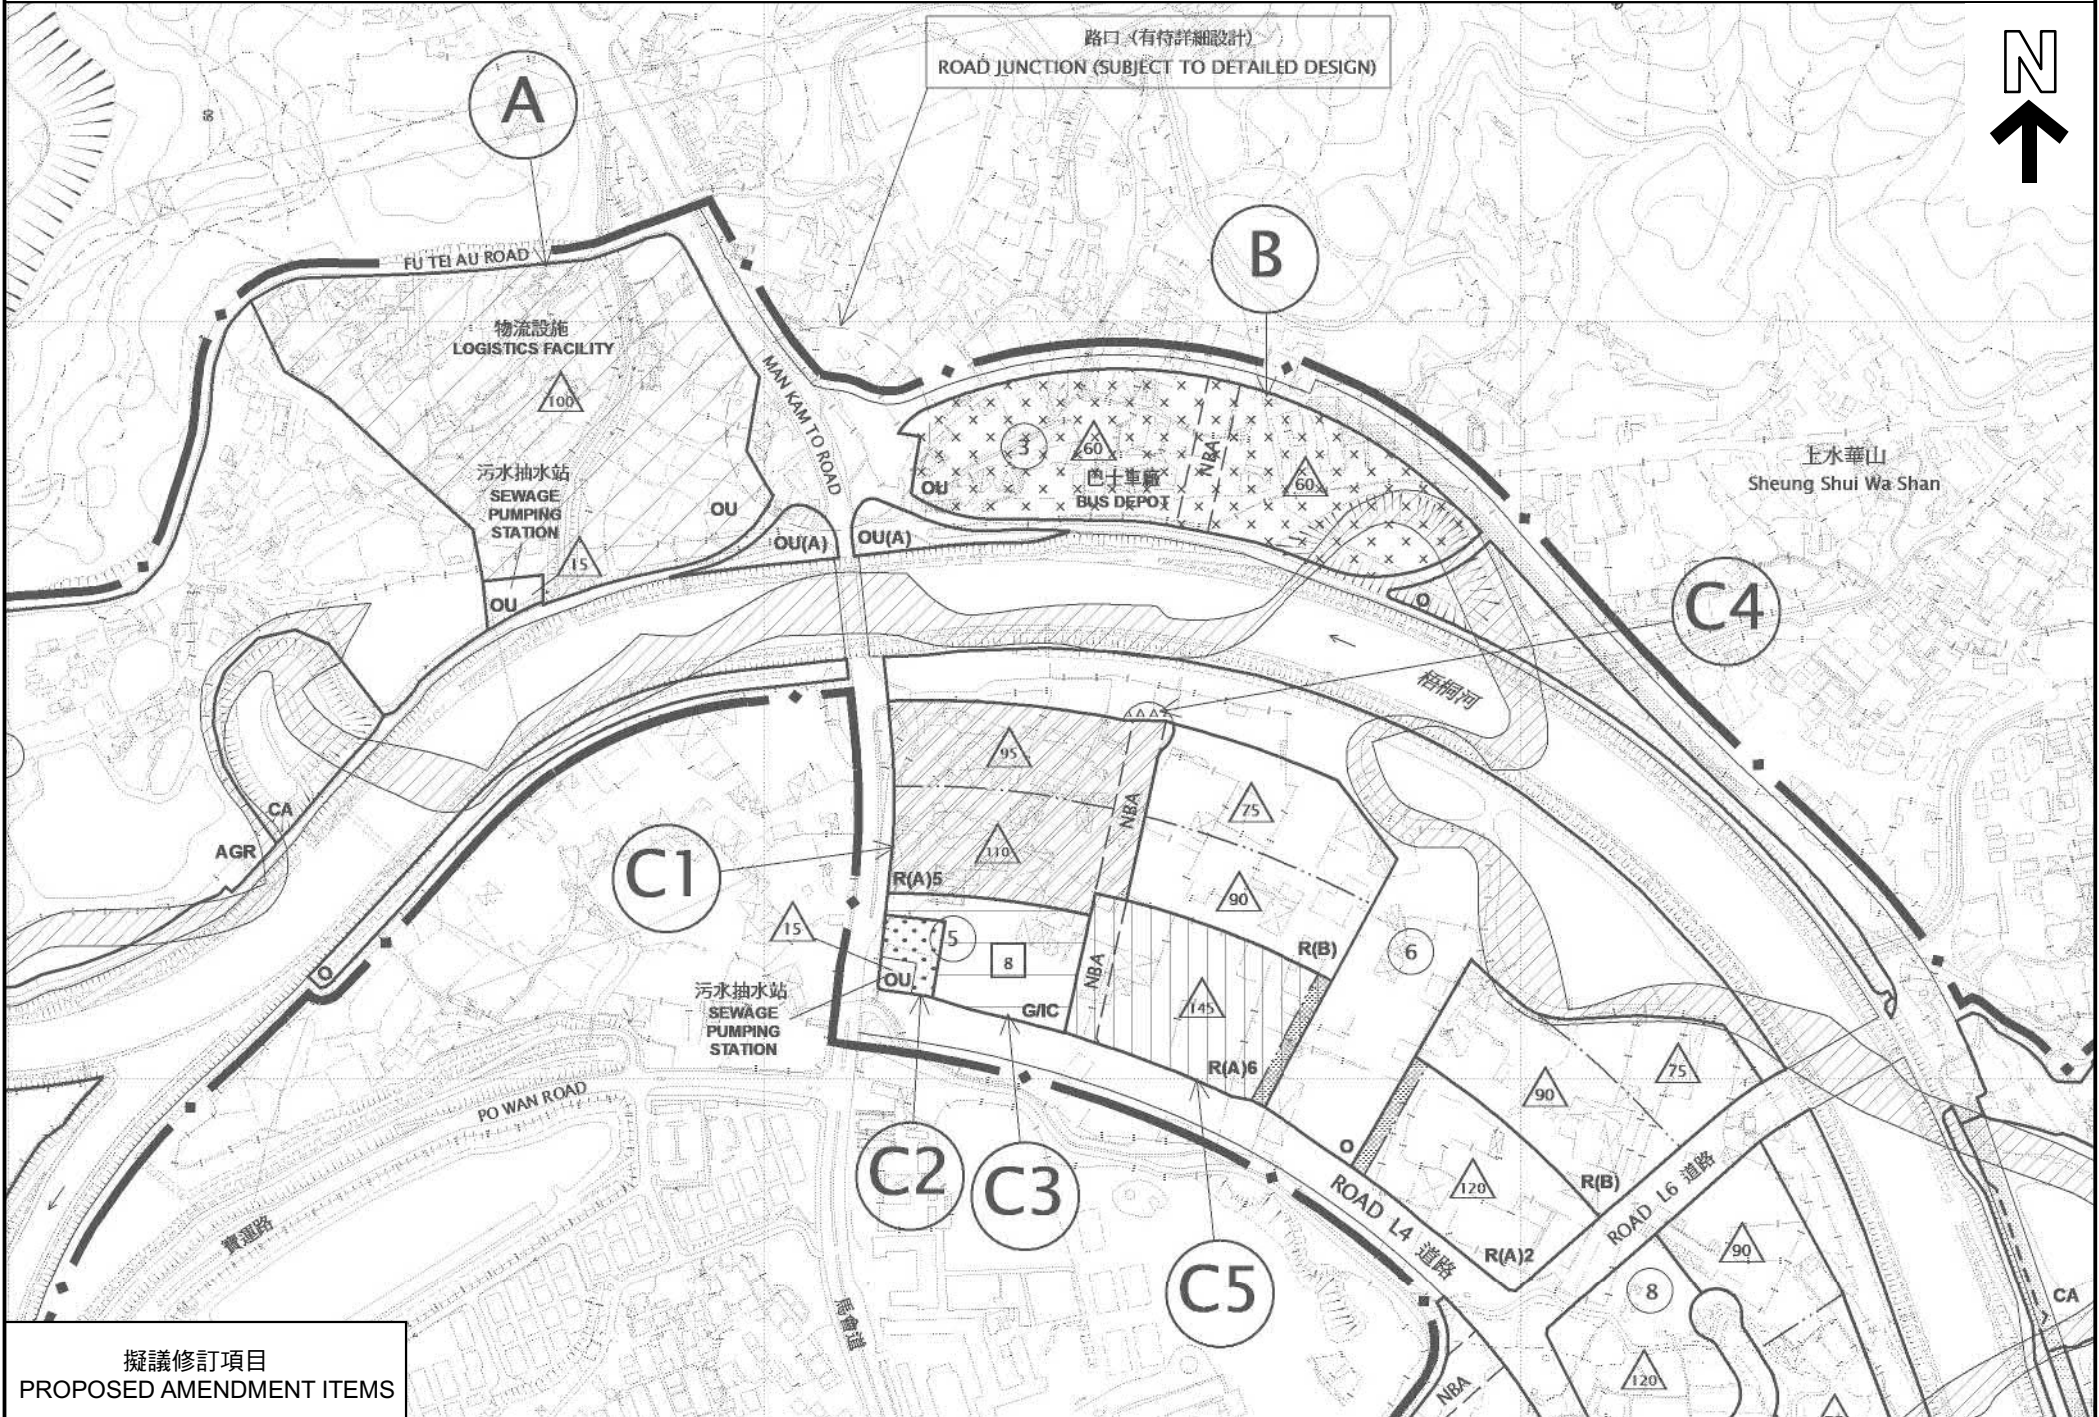 路口 (有待詳細設計)
ROAD JUNCTION (SUBJECT TO DETAILED DESIGN)
N
A
B
FU TEI AU ROAD
物流設施
LOGISTICS FACILITY
100
MAN KAM TO ROAD
3
60
NBA
巴士車廠
BUS DEPOT
60
OU
上水華山
Sheung Shui Wa Shan
污水抽水站
SEWAGE
PUMPING
STATION
OU
15
OU
OU(A)
OU(A)
O
C4
梧桐河
95
110
NBA
75
90
C1
R(A)5
CA
AGR
O
15
5
8
OU
G/IC
NBA
145
R(B)
6
R(A)6
污水抽水站
SEWAGE
PUMPING
STATION
PO WAN ROAD
寶運路
C2
C3
C5
馬會道
O
90
75
120
R(B)
R(A)2
ROAD L4 道路
ROAD L6 道路
90
8
120
NBA
CA
擬議修訂項目
PROPOSED AMENDMENT ITEMS